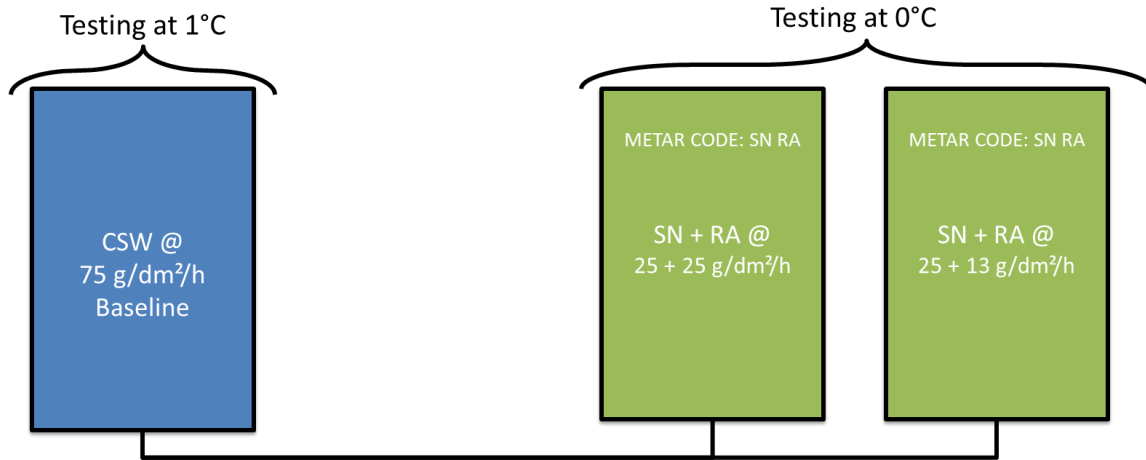 Testing at 1°C
Testing at 0°C
CSW @
75 g/dm²/h
Baseline
METAR CODE: SN RA
SN + RA @
25 + 25 g/dm²/h
METAR CODE: SN RA
SN + RA @
25 + 13 g/dm²/h